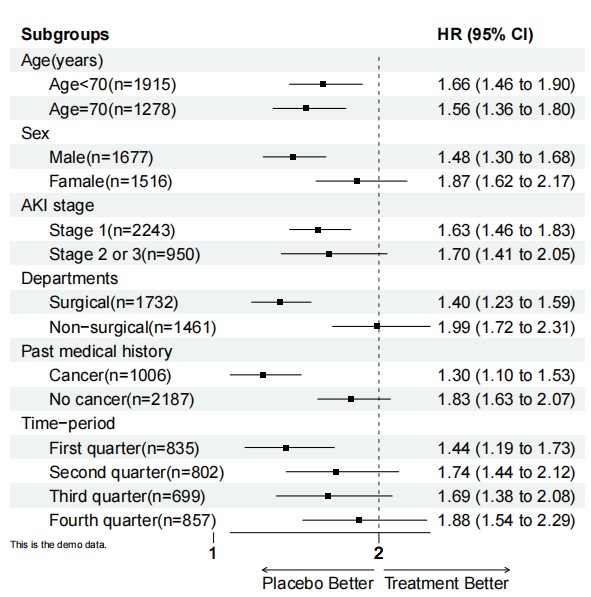 Subgroups HR (95% CI)
Age(years)
Age<70(n=1915) 1.66 (1.46 to 1.90)
Age=70(n=1278) 1.56 (1.36 to 1.80)
Sex
Male(n=1677) 1.48 (1.30 to 1.68)
Famale(n=1516) 1.87 (1.62 to 2.17)
AKI stage
Stage 1(n=2243) 1.63 (1.46 to 1.83)
Stage 2 or 3(n=950) 1.70 (1.41 to 2.05)
Departments
Surgical(n=1732) 1.40 (1.23 to 1.59)
Non-surgical(n=1461) 1.99 (1.72 to 2.31)
Past medical history
Cancer(n=1006) 1.30 (1.10 to 1.53)
No cancer(n=2187) 1.83 (1.63 to 2.07)
Time−period
First quarter(n=835) 1.44 (1.19 to 1.73)
Second quarter(n=802) 1.74 (1.44 to 2.12)
Third quarter(n=699) 1.69 (1.38 to 2.08)
Fourth quarter(n=857) 1.88 (1.54 to 2.29)
This is the demo data.
1 2
Placebo Better Treatment Better